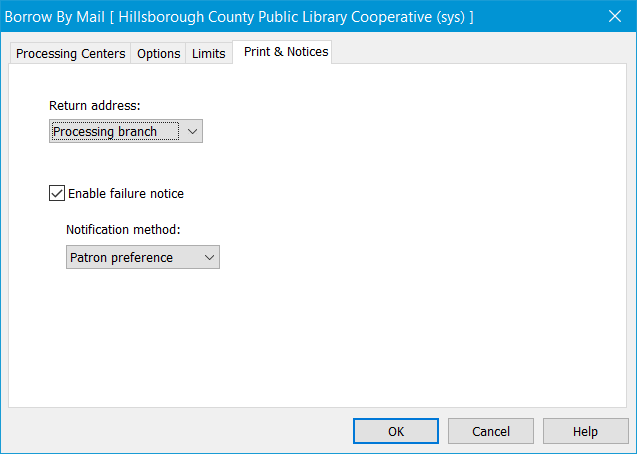 Borrow By Mail [ Hillsborough County Public Library Cooperative (sys) ]
Processing Centers Options Limits Print & Notices
Return address:
Processing branch
Enable failure notice
Notification method:
Patron preference
OK Cancel Help